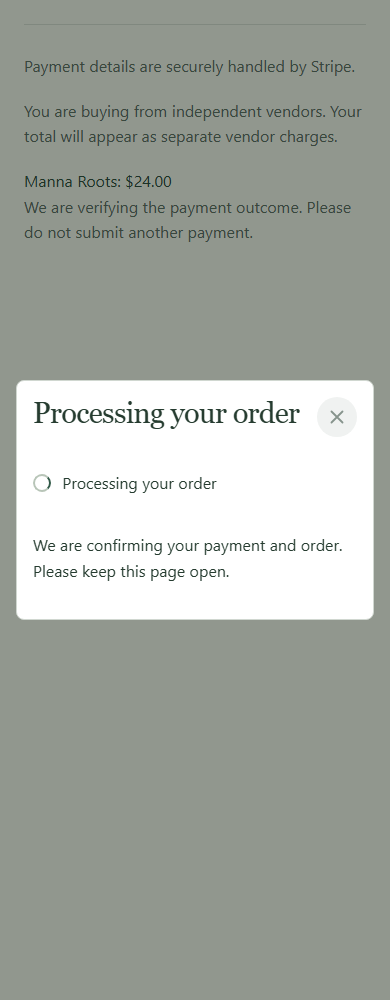 Payment details are securely handled by Stripe.
You are buying from independent vendors. Your
total will appear as separate vendor charges.
Manna Roots: $24.00
We are verifying the payment outcome. Please
do not submit another payment.
Processing your order
Processing your order
We are confirming your payment and order.
Please keep this page open.